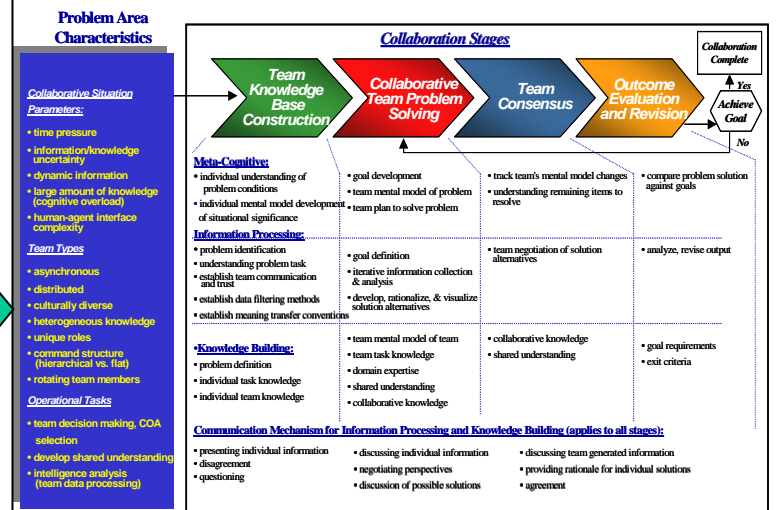 Problem Area
Characteristics
Collaborative Situation
Parameters:
• time pressure
• information/knowledge
uncertainty
• dynamic information
• large amount of knowledge
(cognitive overload)
• human-agent interface
complexity
Team Types
• asynchronous
• distributed
• culturally diverse
• heterogeneous knowledge
• unique roles
• command structure
(hierarchical vs. flat)
• rotating team members
Operational Tasks
• team decision making, COA
selection
• develop shared understanding
• intelligence analysis
(team data processing)
Collaboration Stages
Team
Knowledge
Base
Construction
Collaborative
Team Problem
Solving
Team
Consensus
Outcome
Evaluation
and Revision
Collaboration
Complete
Yes
Achieve
Goal
No
Meta-Cognitive:
• individual understanding of
problem conditions
• individual mental model development
of situational significance
• goal development
• team mental model of problem
• team plan to solve problem
• track team's mental model changes
• understanding remaining items to
resolve
• compare problem solution
against goals
Information Processing:
• problem identification
• understanding problem task
• establish team communication
and trust
• establish data filtering methods
• establish meaning transfer conventions
• goal definition
• iterative information collection
& analysis
• develop, rationalize, & visualize
solution alternatives
• team negotiation of solution
alternatives
• analyze, revise output
•Knowledge Building:
• problem definition
• individual task knowledge
• individual team knowledge
• team mental model of team
• team task knowledge
• domain expertise
• shared understanding
• collaborative knowledge
• collaborative knowledge
• shared understanding
• goal requirements
• exit criteria
Communication Mechanism for Information Processing and Knowledge Building (applies to all stages):
• presenting individual information
• disagreement
• questioning
• discussing individual information
• negotiating perspectives
• discussion of possible solutions
• discussing team generated information
• providing rationale for individual solutions
• agreement